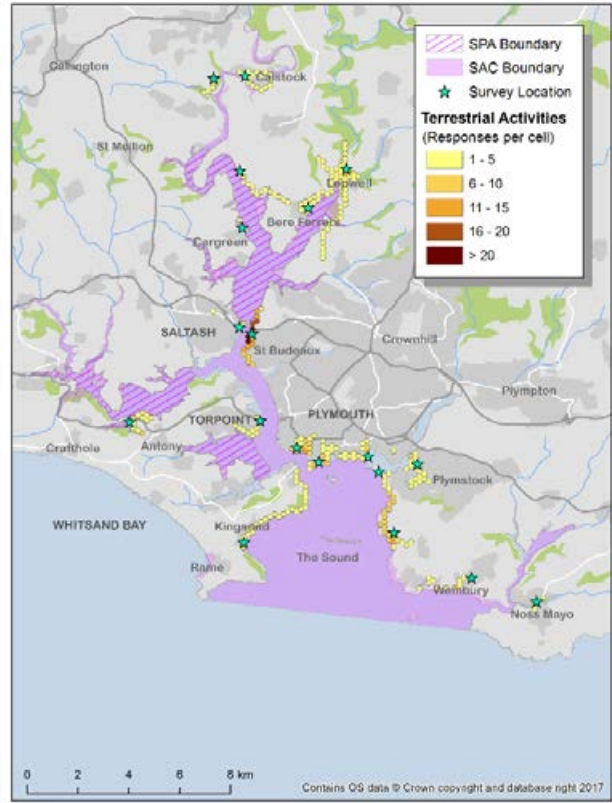 SPA Boundary
SAC Boundary
Survey Location
Terrestrial Activities
(Responses per cell)
1 - 5
6 - 10
11 - 15
16 - 20
> 20
Callington
Calstock
St Mellion
Lopwell
Bere Ferrers
Cargreen
SALTASH
St Budeaux
Crownhill
Plympton
TORPOINT
PLYMOUTH
Crafthole
Antony
Plymstock
WHITSAND BAY
Kingsand
The Sound
Rame
Wembury
Noss Mayo
0 2 4 6 8 km
Contains OS data © Crown copyright and database right 2017